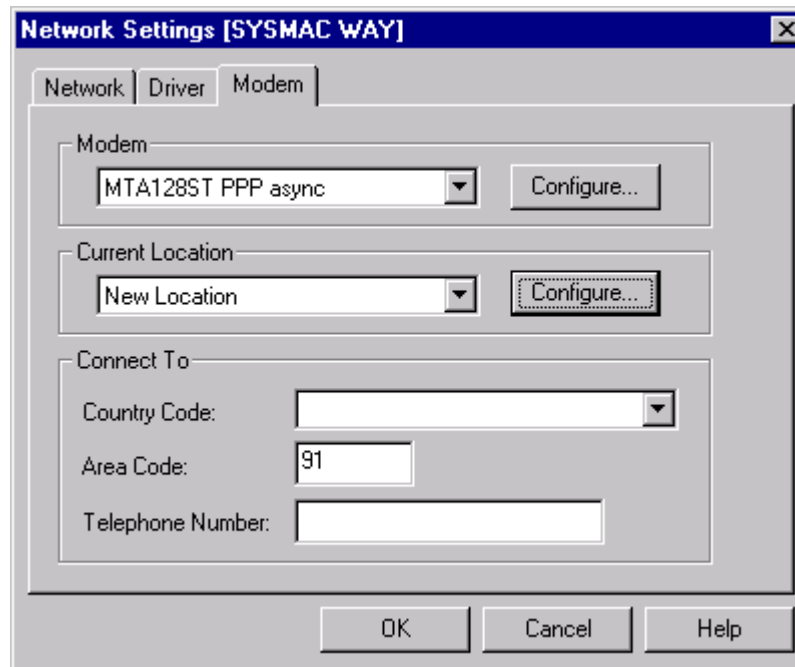 Network Settings [SYSMAC WAY]
Network Driver Modem
Modem
MTA128ST PPP async Configure...
Current Location
New Location Configure...
Connect To
Country Code:
Area Code: 91
Telephone Number:
OK Cancel Help